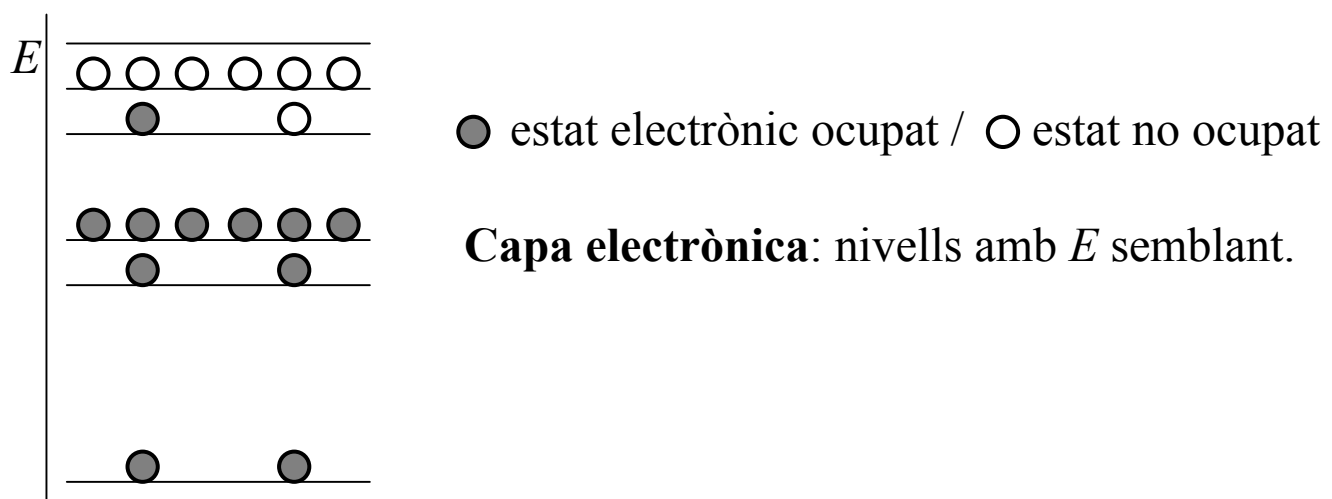 E
estat electrònic ocupat / estat no ocupat
Capa electrònica: nivells amb E semblant.